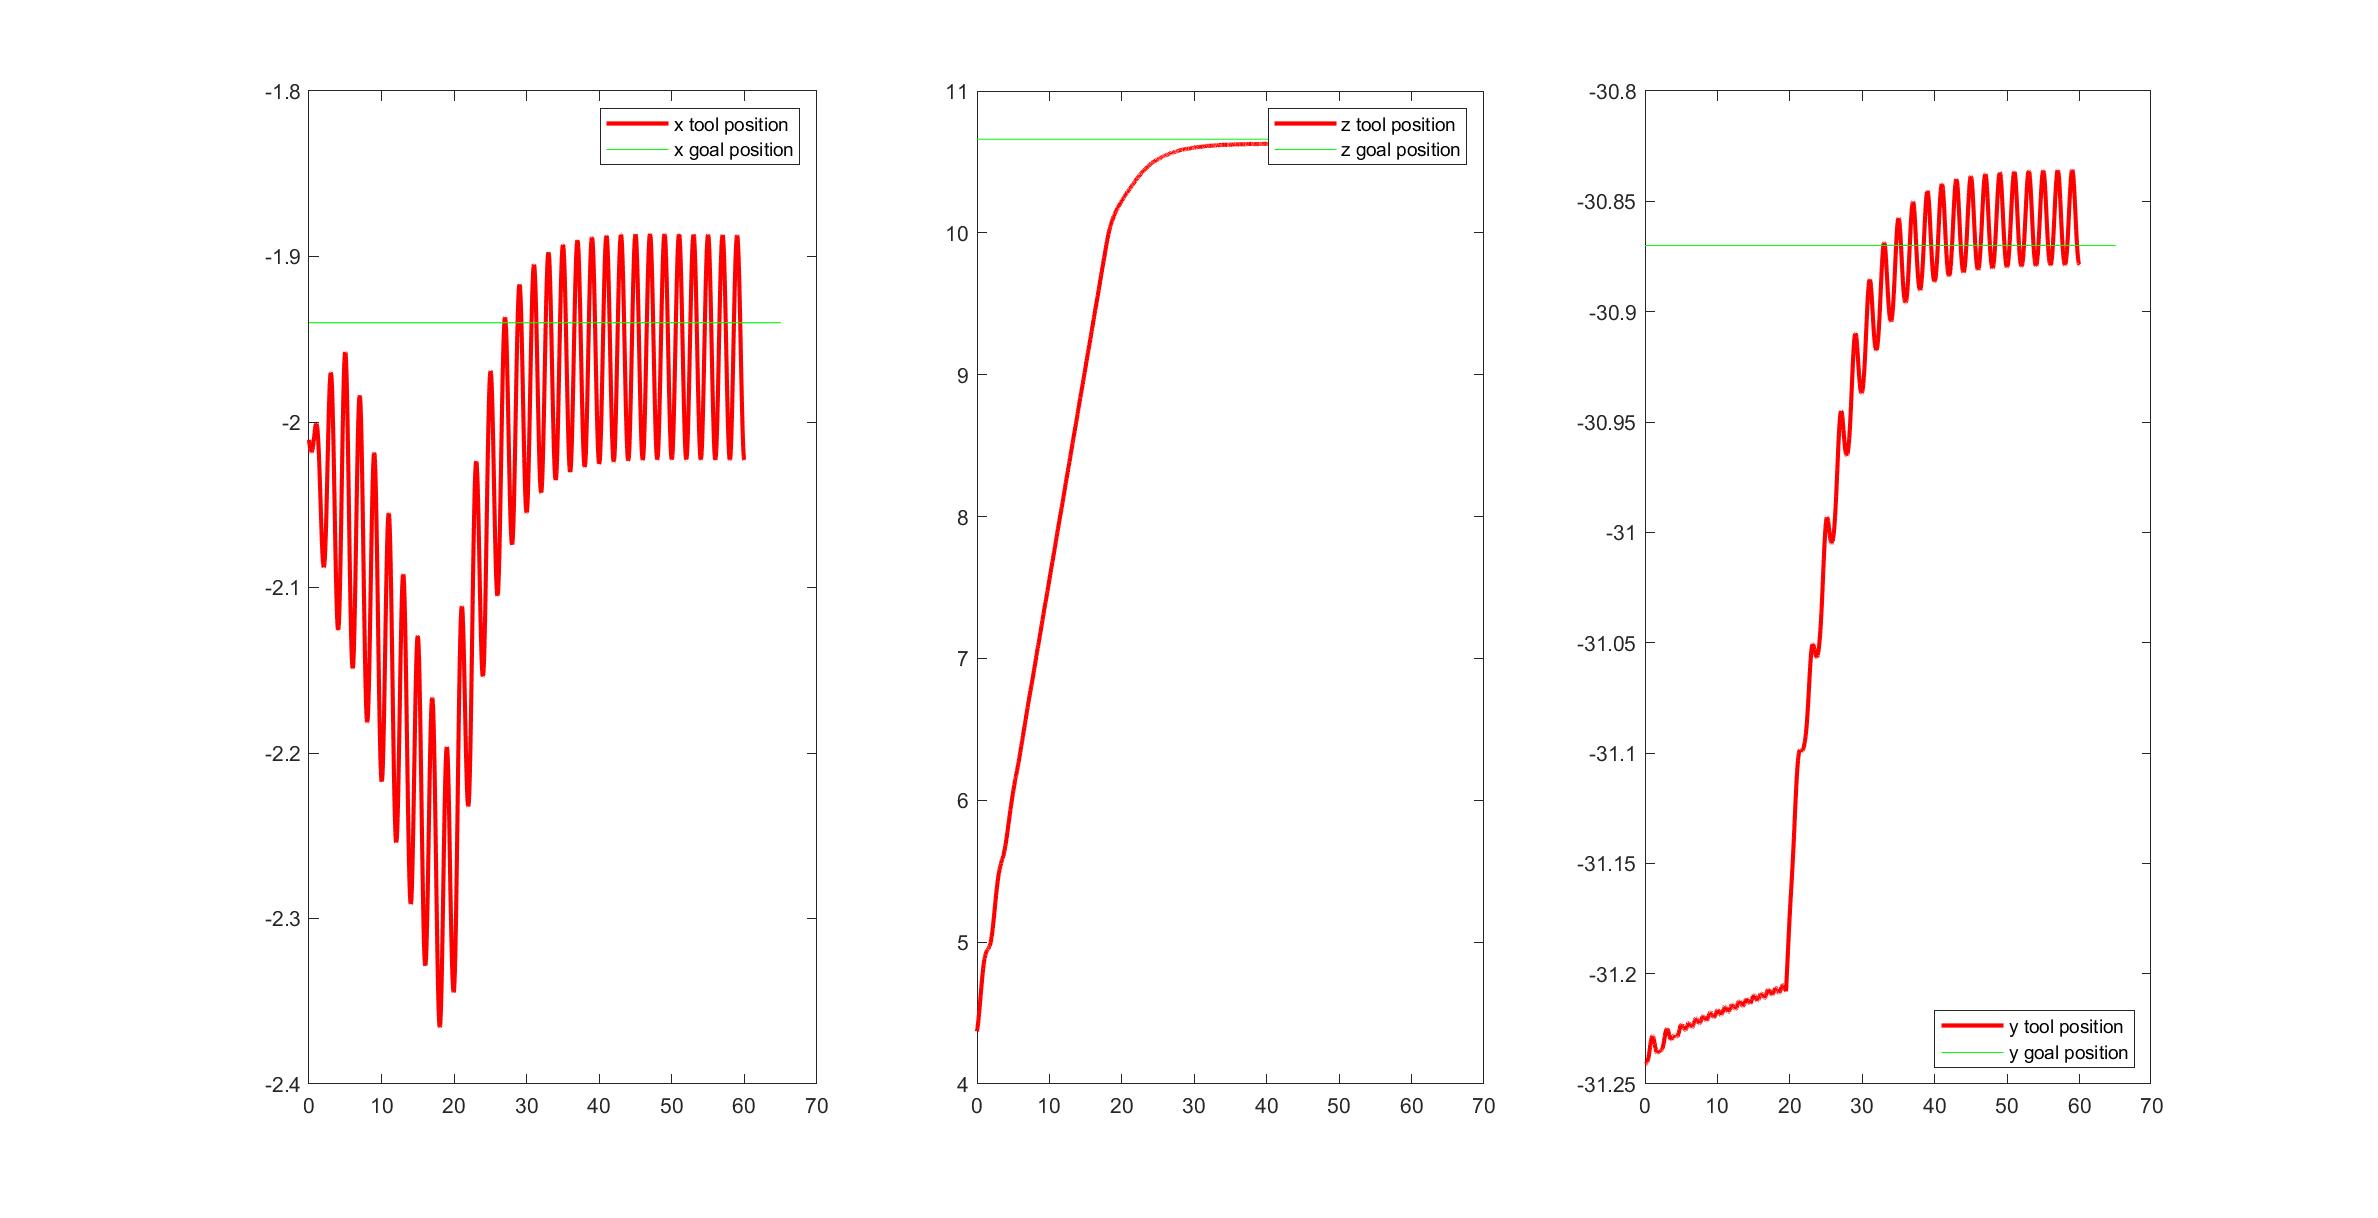 -1.8
-1.9
-2
-2.1
-2.2
-2.3
-2.4
0 10 20 30 40 50 60 70
x tool position
x goal position
11
10
9
8
7
6
5
4
0 10 20 30 40 50 60 70
z tool position
z goal position
-30.8
-30.85
-30.9
-30.95
-31
-31.05
-31.1
-31.15
-31.2
-31.25
0 10 20 30 40 50 60 70
y tool position
y goal position